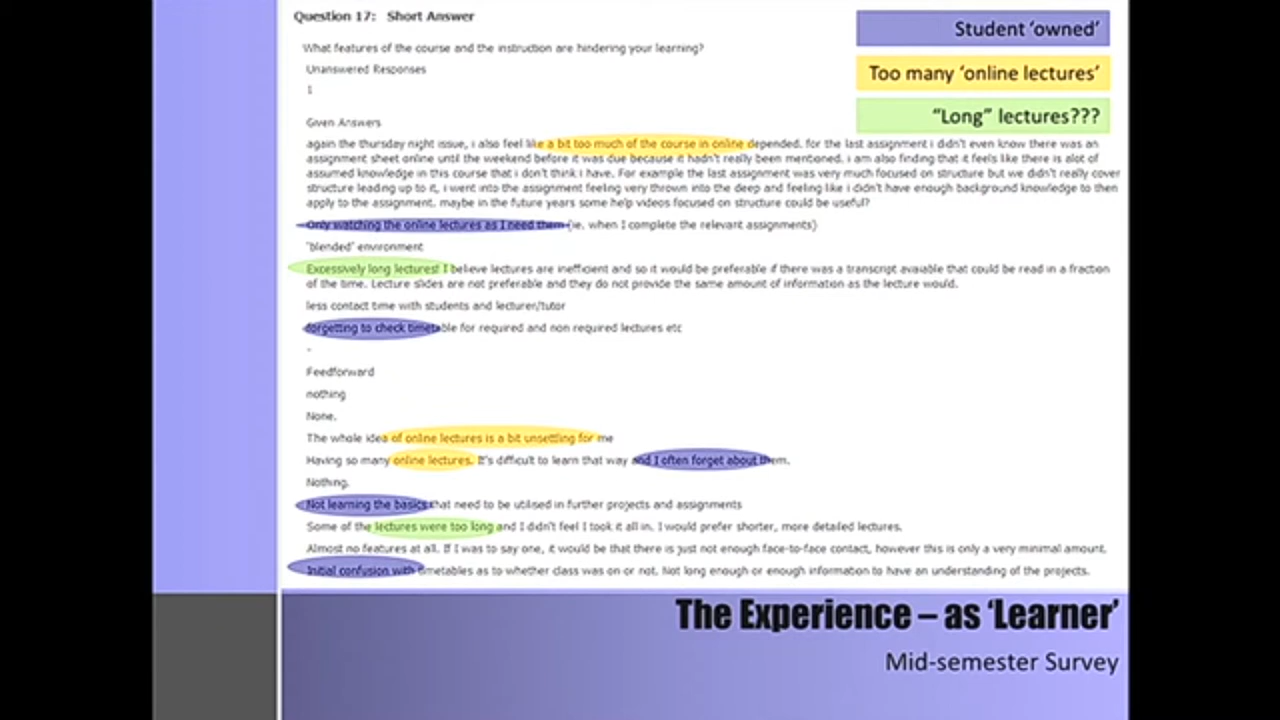 Question 17: Short Answer
Student ‘owned’
What features of the course and the instruction are hindering your learning?
Unanswered Responses
Too many ‘online lectures’
1
“Long” lectures???
Given Answers
again the thursday night issue, i also feel like a bit too much of the course in online depended. for the last assignment i didn't even know there was an
assignment sheet online until the weekend before it was due because it hadn't really been mentioned. i am also finding that it feels like there is alot of
assumed knowledge in this course that i don't think i have. For example the last assignment was very much focused on structure but we didn't really cover
structure leading up to it, i went into the assignment feeling very thrown into the deep and feeling like i didn't have enough background knowledge to then
apply to the assignment. maybe in the future years some help videos focused on structure could be useful?
Only watching the online lectures as I need them (ie. when I complete the relevant assignments)
'blended' environment
Excessively long lectures! I believe lectures are inefficient and so it would be preferable if there was a transcript avaiable that could be read in a fraction
of the time. Lecture slides are not preferable and they do not provide the same amount of information as the lecture would.
less contact time with students and lecturer/tutor
forgetting to check timetable for required and non required lectures etc
-
Feedforward
nothing
None.
The whole idea of online lectures is a bit unsettling for me
Having so many online lectures. It's difficult to learn that way and I often forget about them.
Nothing.
Not learning the basics that need to be utilised in further projects and assignments
Some of the lectures were too long and I didn't feel I took it all in. I would prefer shorter, more detailed lectures.
Almost no features at all. If I was to say one, it would be that there is just not enough face-to-face contact, however this is only a very minimal amount.
Initial confusion with timetables as to whether class was on or not. Not long enough or enough information to have an understanding of the projects.
The Experience – as ‘Learner’
Mid-semester Survey